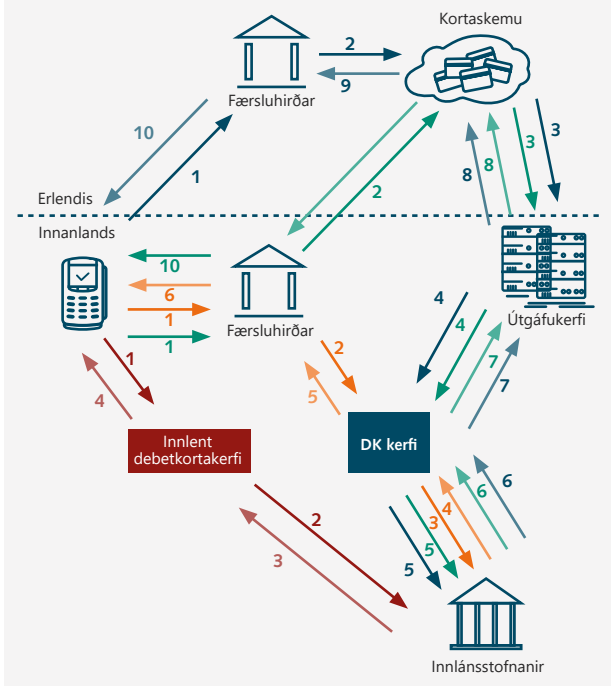 Kortaskemu
2
9
Færsluhirðar
10
1
2
3
3
8
8
Erlendis
Innanlands
10
6
1
1
Færsluhirðar
Útgáfukerfi
4
4
7
7
1
4
2
5
Innlent
debetkortakerfi
DK kerfi
2
3
6
6
4
3
5
5
Innlánsstofnanir